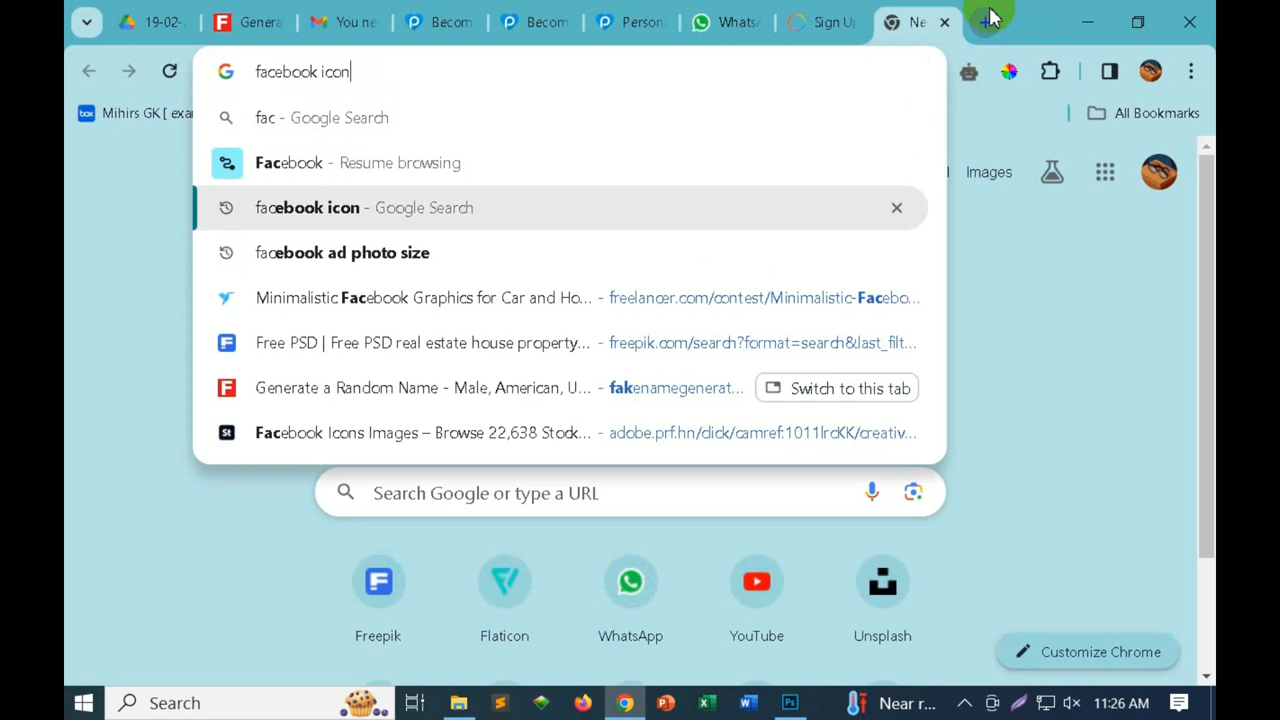 19-02-
Genera
You ne
Becom
Becom
Person
Whats
Sign Up
Ne
facebook icon
box
Mihirs GK [ exa
All Bookmarks
fac - Google Search
Facebook - Resume browsing
Images
facebook icon - Google Search
facebook ad photo size
Minimalistic Facebook Graphics for Car and Ho... - freelancer.com/contest/Minimalistic-Facebo...
Free PSD | Free PSD real estate house property... - freepik.com/search?format=search&last_filt...
Generate a Random Name - Male, American, U... - fakenamegenerat... Switch to this tab
St Facebook Icons Images – Browse 22,638 Stock... - adobe.prf.hn/click/camref:1011lrcKK/creativ...
Search Google or type a URL
Freepik
Flaticon
WhatsApp
YouTube
Unsplash
Customize Chrome
Search
Near r...
11:26 AM